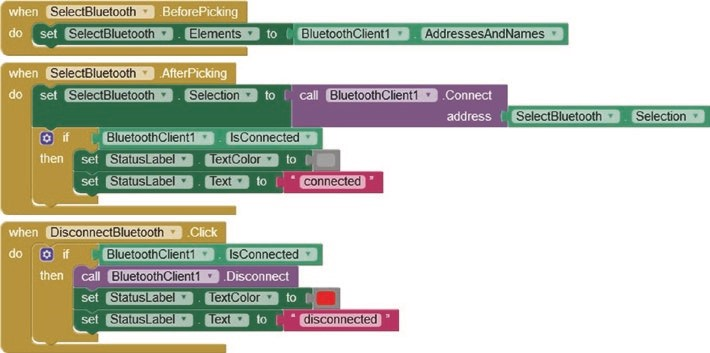 when SelectBluetooth .BeforePicking
do set SelectBluetooth . Elements to BluetoothClient1 . AddressesAndNames
when SelectBluetooth .AfterPicking
do set SelectBluetooth . Selection to call BluetoothClient1 .Connect
address SelectBluetooth . Selection
if BluetoothClient1 . IsConnected
then set StatusLabel . TextColor to
set StatusLabel . Text to " connected "
when DisconnectBluetooth .Click
do if BluetoothClient1 . IsConnected
then call BluetoothClient1 .Disconnect
set StatusLabel . TextColor to
set StatusLabel . Text to " disconnected "